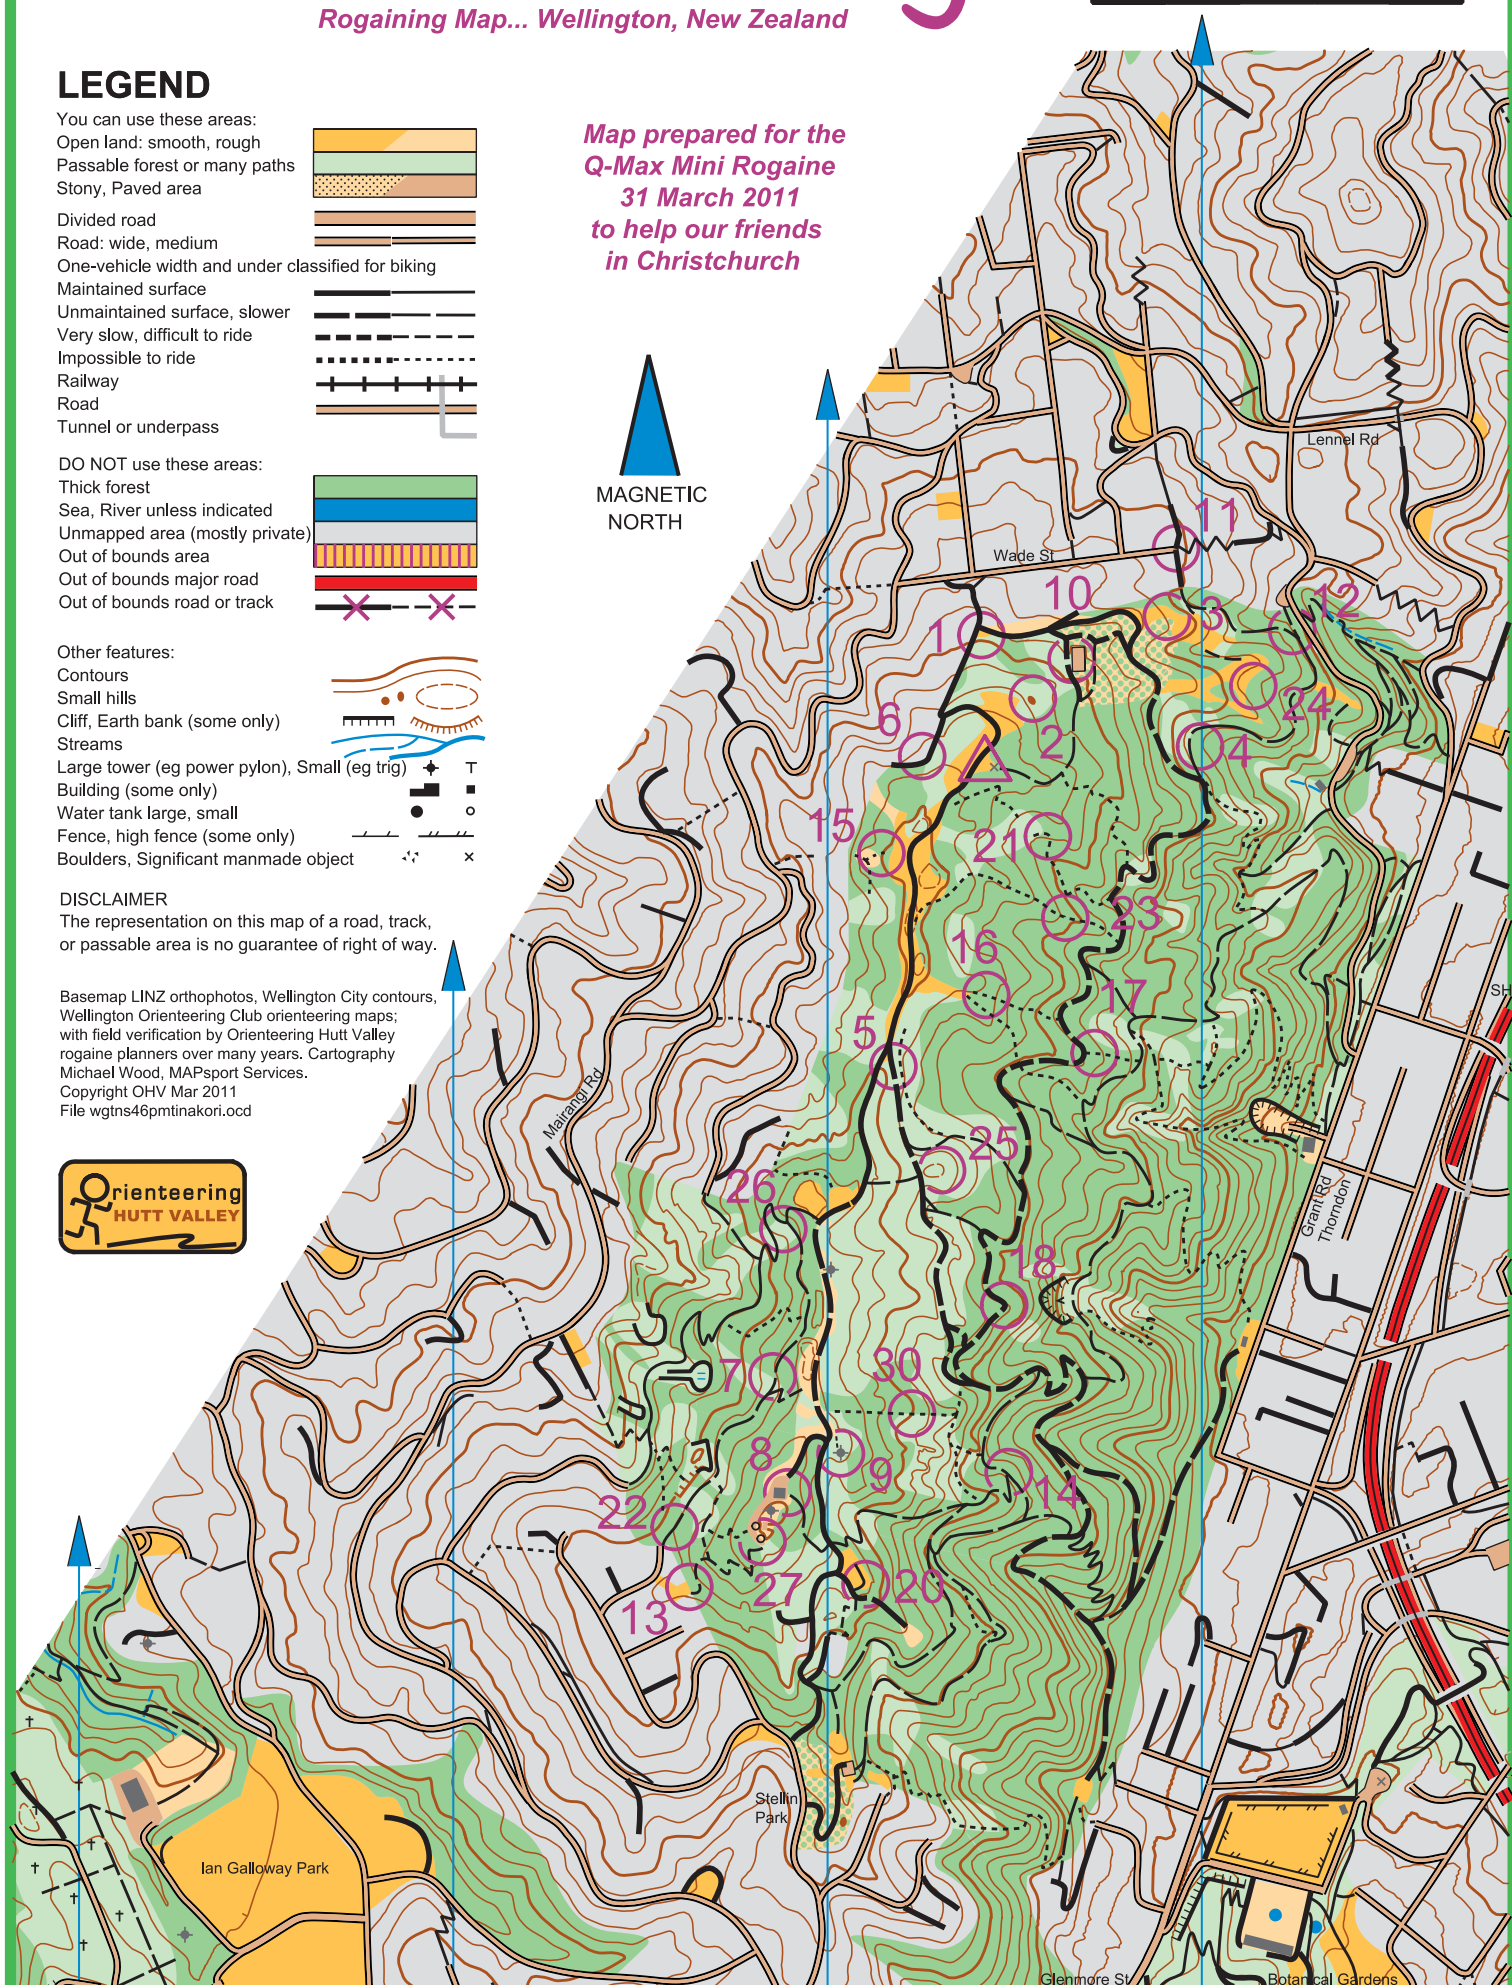 Rogaining Map... Wellington, New Zealand
LEGEND
You can use these areas:
Open land: smooth, rough
Passable forest or many paths
Stony, Paved area
Divided road
Road: wide, medium
One-vehicle width and under classified for biking
Maintained surface
Unmaintained surface, slower
Very slow, difficult to ride
Impossible to ride
Railway
Road
Tunnel or underpass
DO NOT use these areas:
Thick forest
Sea, River unless indicated
Unmapped area (mostly private)
Out of bounds area
Out of bounds major road
Out of bounds road or track
Other features:
Contours
Small hills
Cliff, Earth bank (some only)
Streams
Large tower (eg power pylon), Small (eg trig)
Building (some only)
Water tank large, small
Fence, high fence (some only)
Boulders, Significant manmade object
DISCLAIMER
The representation on this map of a road, track,
or passable area is no guarantee of right of way.
Basemap LINZ orthophotos, Wellington City contours,
Wellington Orienteering Club orienteering maps;
with field verification by Orienteering Hutt Valley
rogaine planners over many years. Cartography
Michael Wood, MAPsport Services.
Copyright OHV Mar 2011
File wgtns46pmtinakori.ocd
Orienteering
HUTT VALLEY
Map prepared for the
Q-Max Mini Rogaine
31 March 2011
to help our friends
in Christchurch
MAGNETIC
NORTH
Lennel Rd
11
Wade St
10
12
1
3
24
6
2
4
15
21
23
16
17
SH
5
Mairangi Rd
25
26
Grant Rd
Thorndon
18
7
30
8
9
14
22
27
20
13
Stellin
Park
Ian Galloway Park
Glenmore St
Botanical Gardens